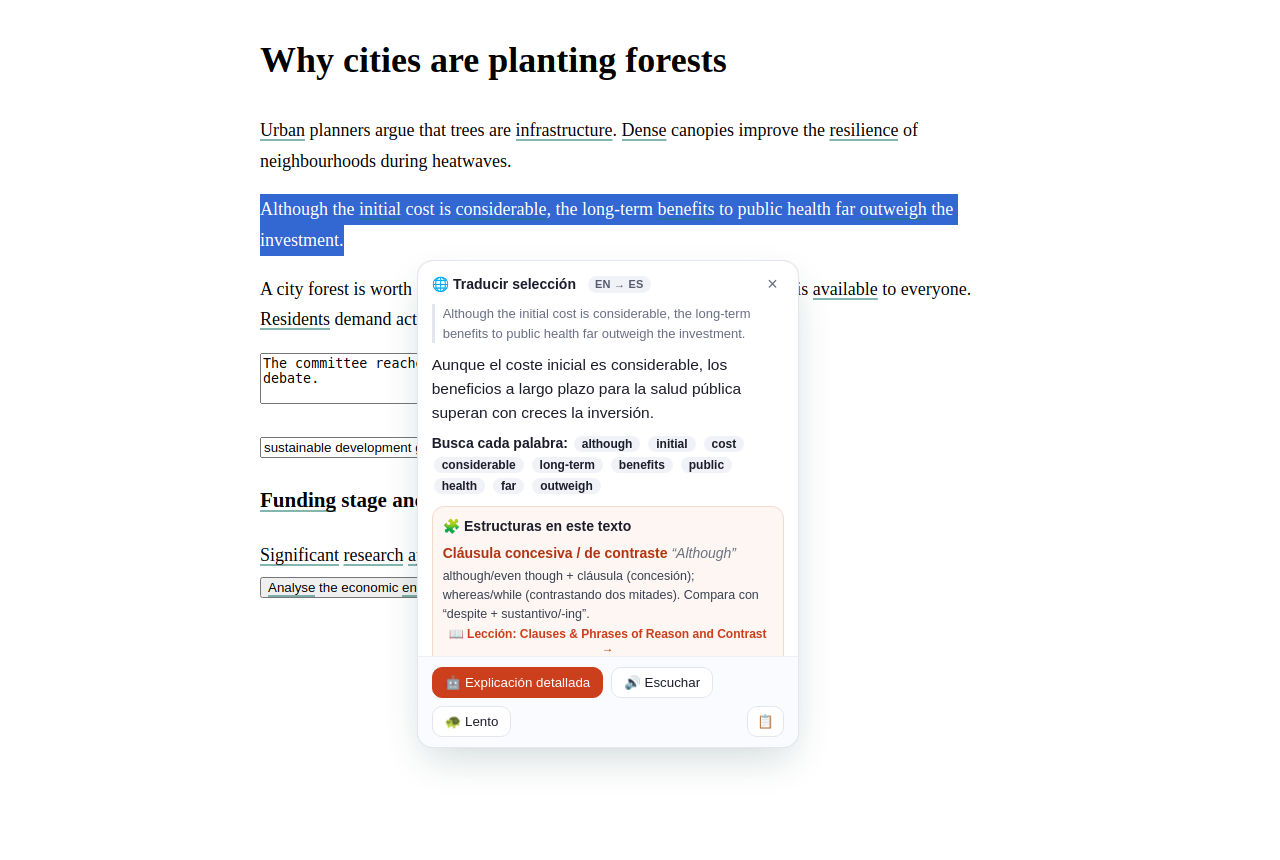 Why cities are planting forests
Urban planners argue that trees are infrastructure. Dense canopies improve the resilience of
neighbourhoods during heatwaves.
Although the initial cost is considerable, the long-term benefits to public health far outweigh the
investment.
A city forest is worth
is available to everyone.
Residents demand act
The committee reache
debate.
sustainable development g
Funding stage and
Significant research a
Analyse the economic en
🌐 Traducir selección EN → ES ×
Although the initial cost is considerable, the long-term
benefits to public health far outweigh the investment.
Aunque el coste inicial es considerable, los
beneficios a largo plazo para la salud pública
superan con creces la inversión.
Busca cada palabra: although initial cost
considerable long-term benefits public
health far outweigh
🧩 Estructuras en este texto
Cláusula concesiva / de contraste “Although”
although/even though + cláusula (concesión);
whereas/while (contrastando dos mitades). Compara con
“despite + sustantivo/-ing”.
📖 Lección: Clauses & Phrases of Reason and Contrast
→
🤖 Explicación detallada 🔊 Escuchar
🐢 Lento 📋